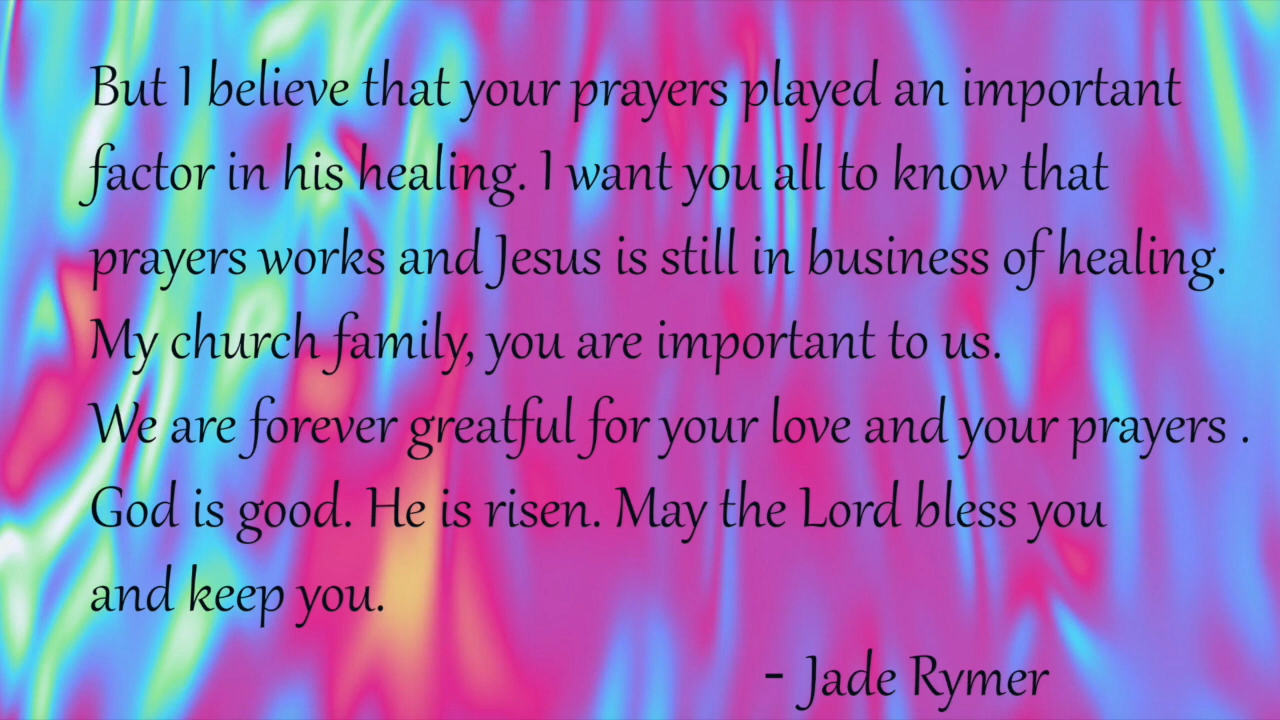 But I believe that your prayers played an important
factor in his healing. I want you all to know that
prayers works and Jesus is still in business of healing.
My church family, you are important to us.
We are forever greatful for your love and your prayers .
God is good. He is risen. May the Lord bless you
and keep you.
- Jade Rymer